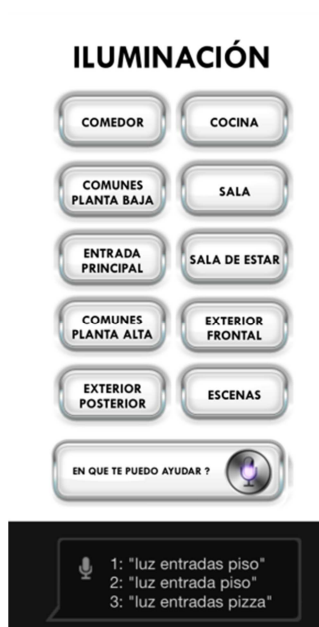 ILUMINACIÓN
COMEDOR
COCINA
COMUNES
PLANTA BAJA
SALA
ENTRADA
PRINCIPAL
SALA DE ESTAR
COMUNES
PLANTA ALTA
EXTERIOR
FRONTAL
EXTERIOR
POSTERIOR
ESCENAS
EN QUE TE PUEDO AYUDAR ?
1: "luz entradas piso"
2: "luz entrada piso"
3: "luz entradas pizza"